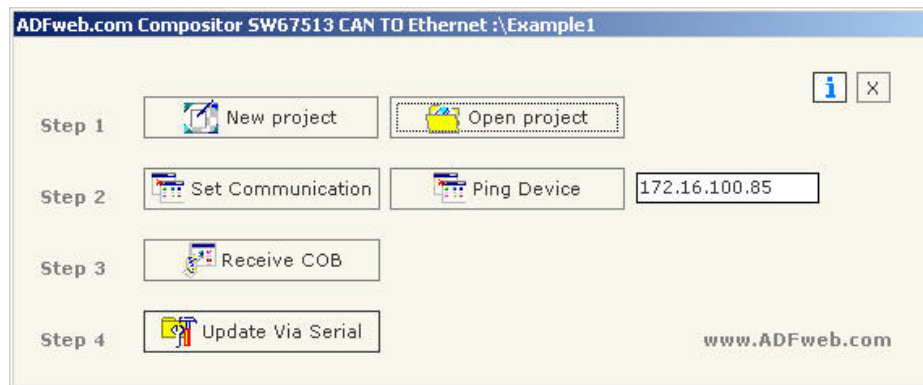 ADFweb.com Compositor SW67513 CAN TO Ethernet :\Example1
i X
Step 1 New project Open project
Step 2 Set Communication Ping Device 172.16.100.85
Step 3 Receive COB
Step 4 Update Via Serial
www.ADFweb.com